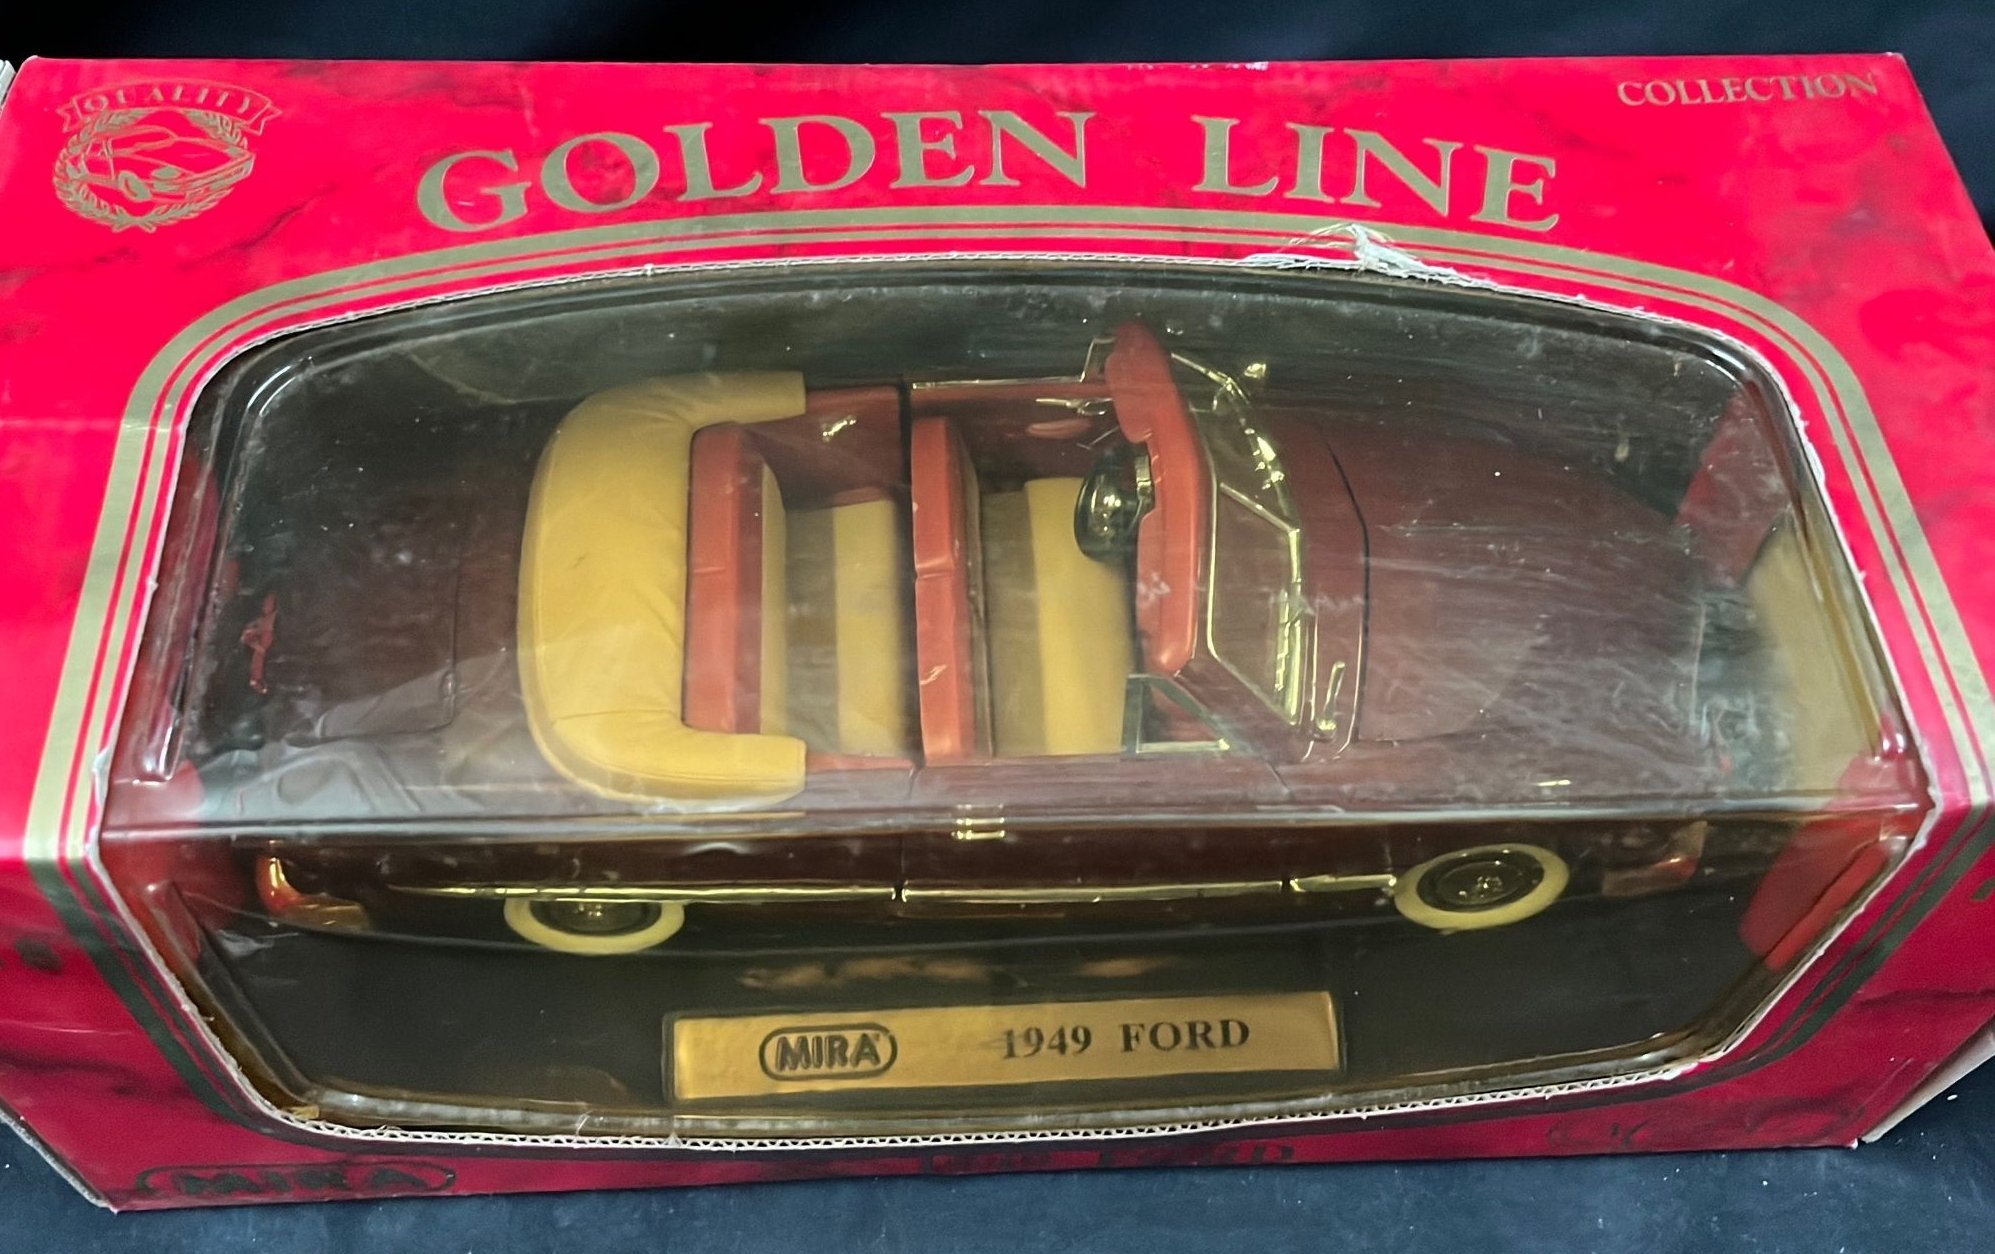 QUALITY
COLLECTION
GOLDEN LINE
MIRA 1949 FORD
MIRA